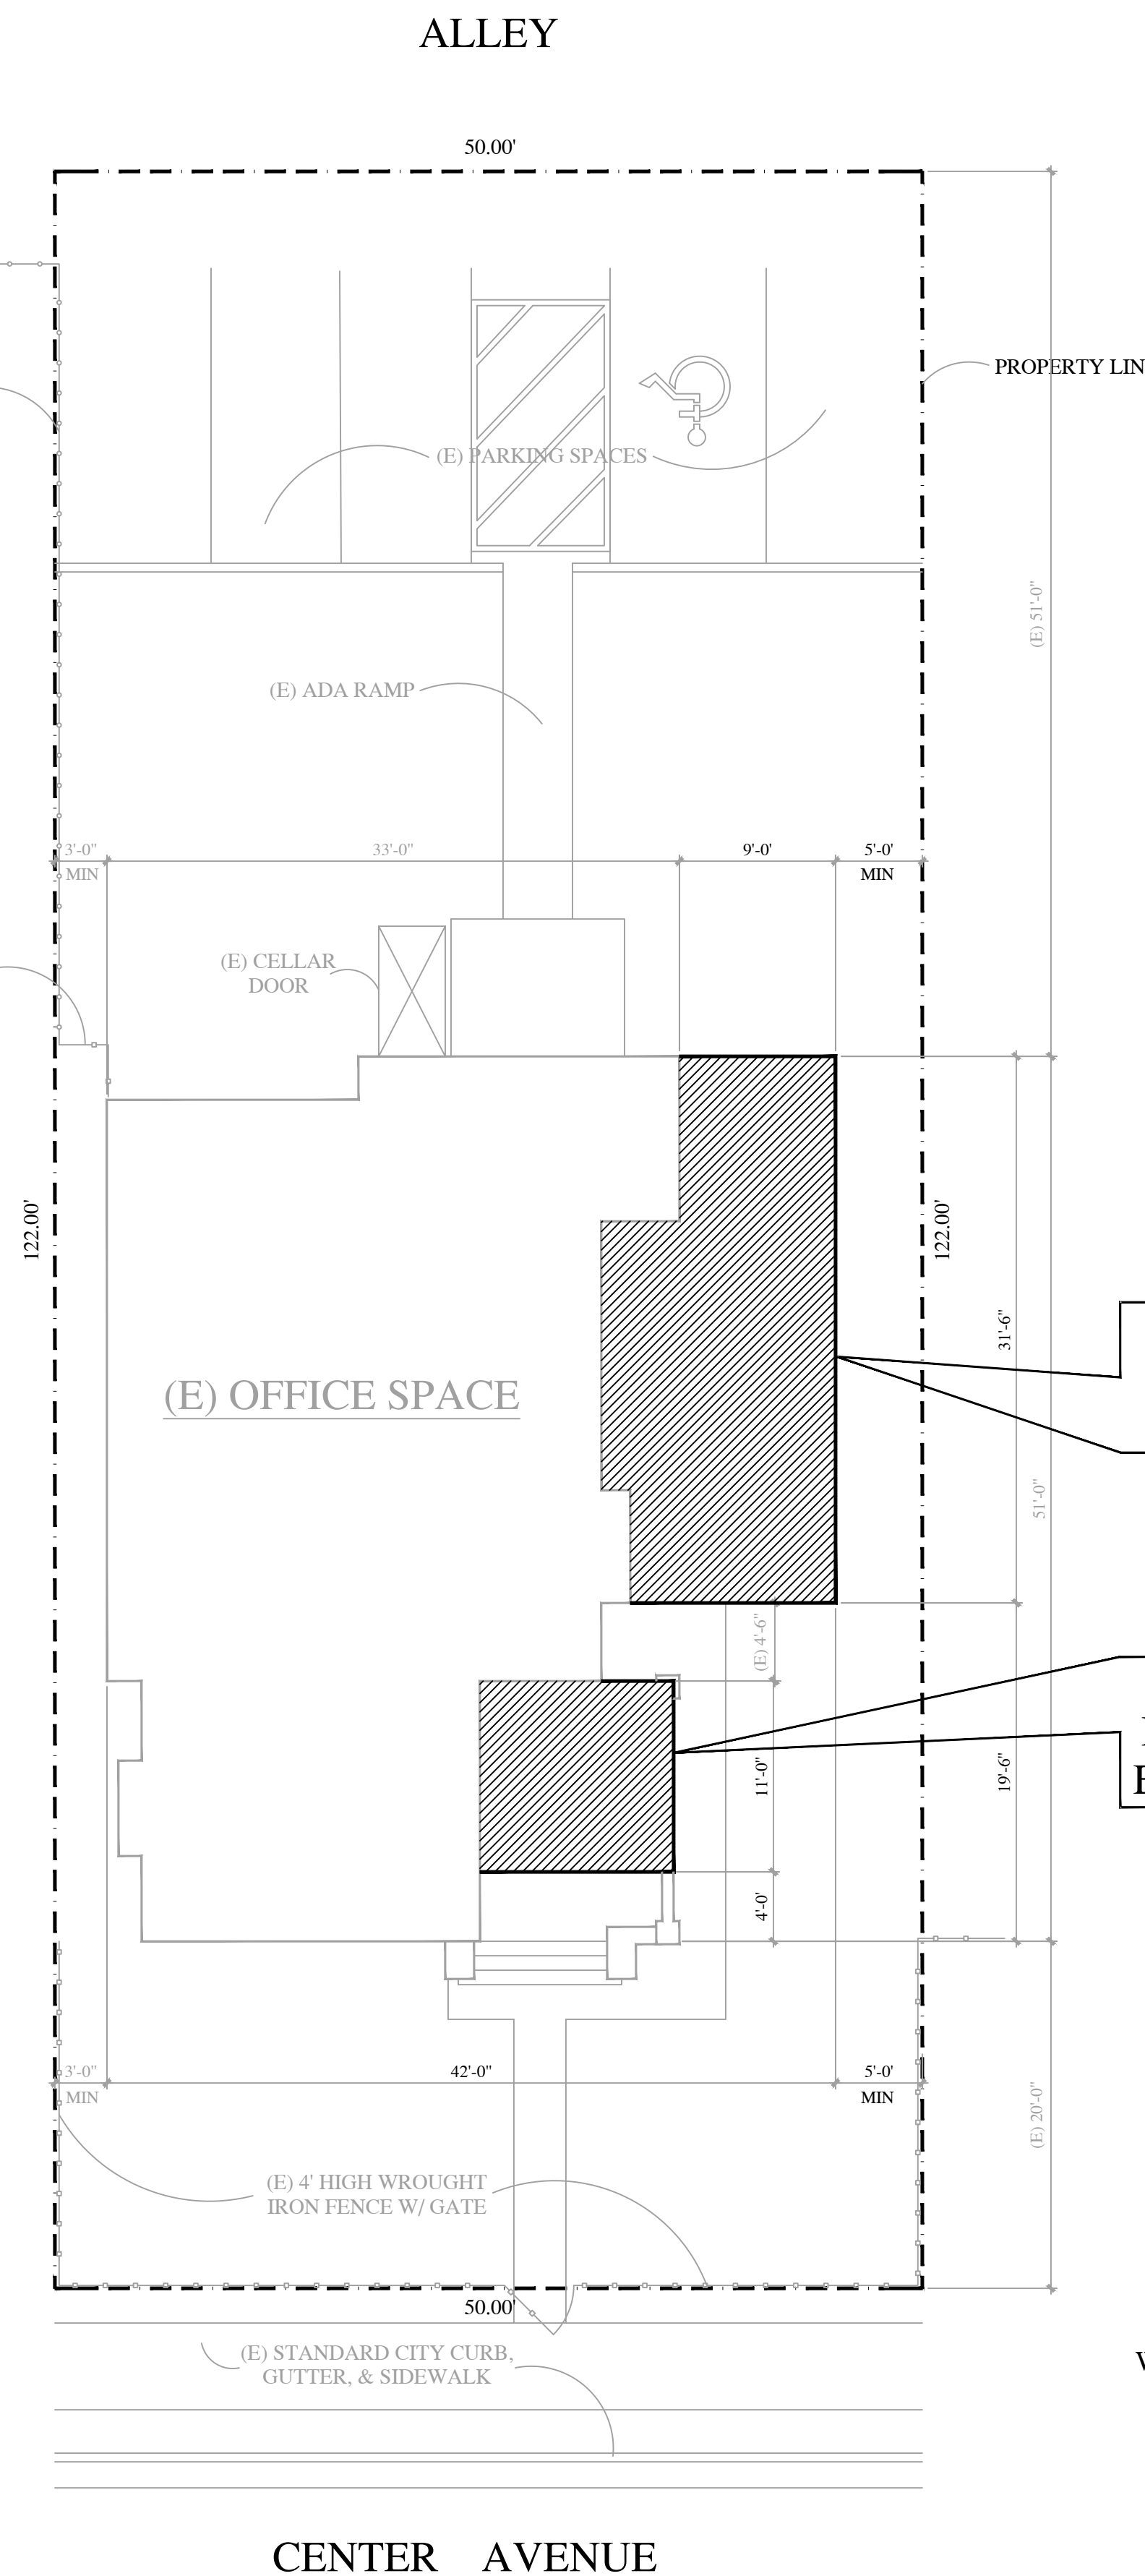 ALLEY
50.00'
PROPERTY LIN
(E) PARKING SPACES
(E) 51'-0"
(E) ADA RAMP
3'-0"
MIN
33'-0"
9'-0'
5'-0'
MIN
(E) CELLAR
DOOR
122.00'
122.00'
31'-6"
(E) OFFICE SPACE
51'-0"
(E) 4'-6"
11'-0"
19'-6"
4'-0'
3'-0"
MIN
42'-0"
5'-0'
MIN
(E) 20'-0"
(E) 4' HIGH WROUGHT
IRON FENCE W/ GATE
50.00'
(E) STANDARD CITY CURB,
GUTTER, & SIDEWALK
CENTER AVENUE